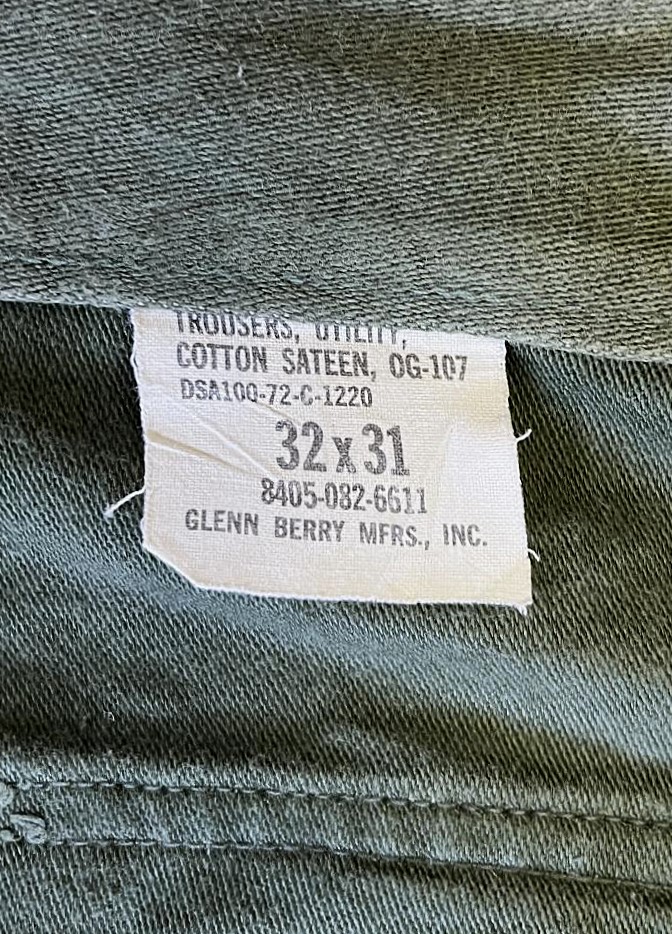 TROUSERS, UTILITY,
COTTON SATEEN, OG-107
DSA100-72-C-1220
32 x 31
8405-082-6611
GLENN BERRY MFRS., INC.